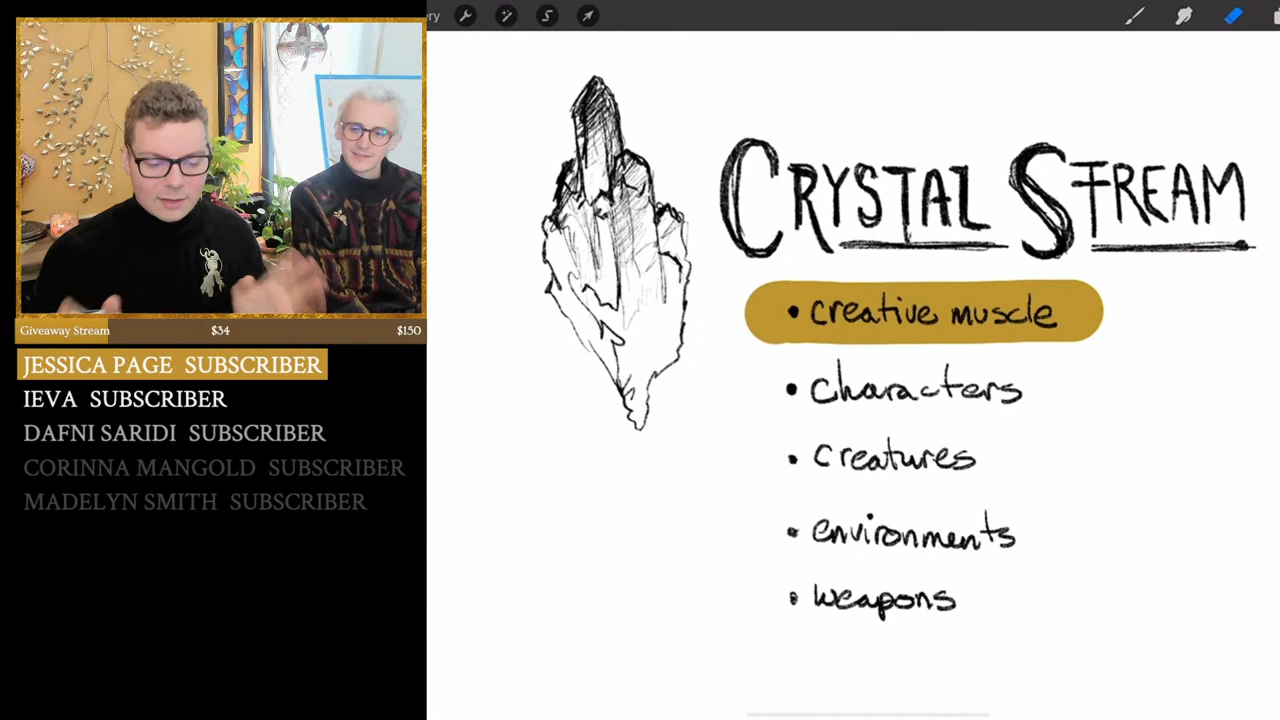 ry
Giveaway Stream $34 $150
JESSICA PAGE SUBSCRIBER
IEVA SUBSCRIBER
DAFNI SARIDI SUBSCRIBER
CORINNA MANGOLD SUBSCRIBER
MADELYN SMITH SUBSCRIBER
CRYSTAL STREAM
• creative muscle
• characters
• creatures
• environments
• weapons